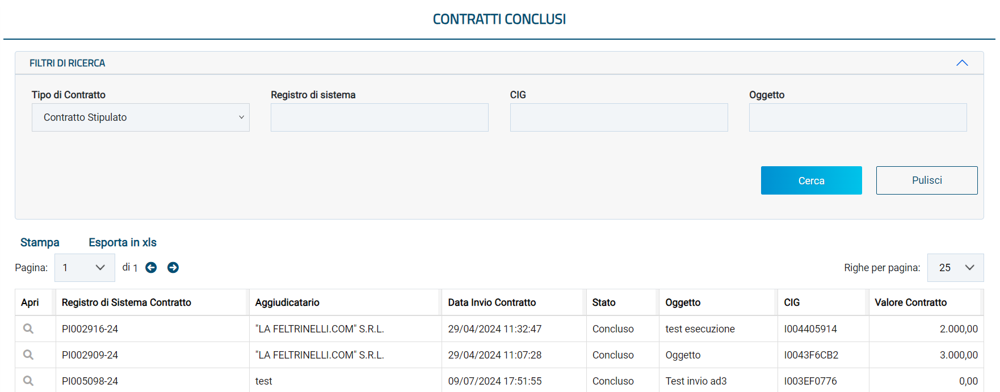 CONTRATTI CONCLUSI
FILTRI DI RICERCA
Tipo di Contratto Registro di sistema CIG Oggetto
Contratto Stipulato
Cerca Pulisci
Stampa Esporta in xls
Pagina: 1 di 1 Righe per pagina: 25
Apri Registro di Sistema Contratto Aggiudicatario Data Invio Contratto Stato Oggetto CIG Valore Contratto
PI002916-24 "LA FELTRINELLI.COM" S.R.L. 29/04/2024 11:32:47 Concluso test esecuzione I004405914 2.000,00
PI002909-24 "LA FELTRINELLI.COM" S.R.L. 29/04/2024 11:07:28 Concluso Oggetto I0043F6CB2 3.000,00
PI005098-24 test 09/07/2024 17:51:55 Concluso Test invio ad3 I003EF0776 0,00